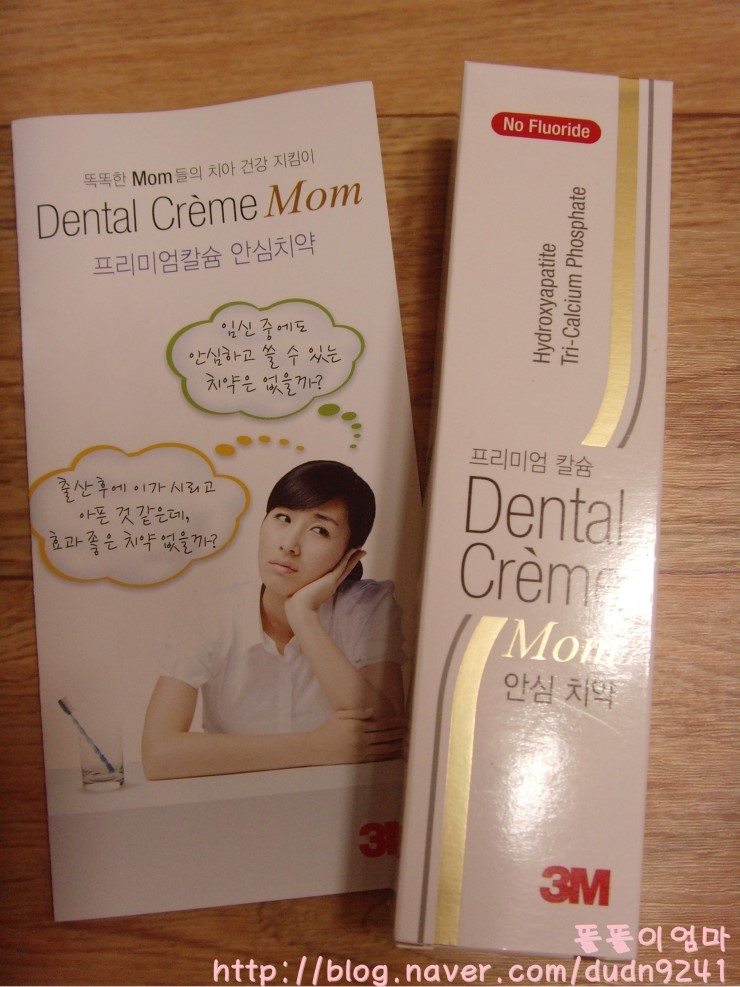 똑똑한 Mom들의 치아 건강 지킴이
Dental Crème Mom
프리미엄칼슘 안심치약
임신 중에도
안심하고 쓸 수 있는
치약은 없을까?
출산 후에 이가 시리고
아픈 것 같은데,
효과 좋은 치약 없을까?
3M
No Fluoride
Hydroxyapatite
Tri-Calcium Phosphate
프리미엄 칼슘
Dental
Crème
Mom
안심 치약
3M
똘똘이엄마
http://blog.naver.com/dudn9241